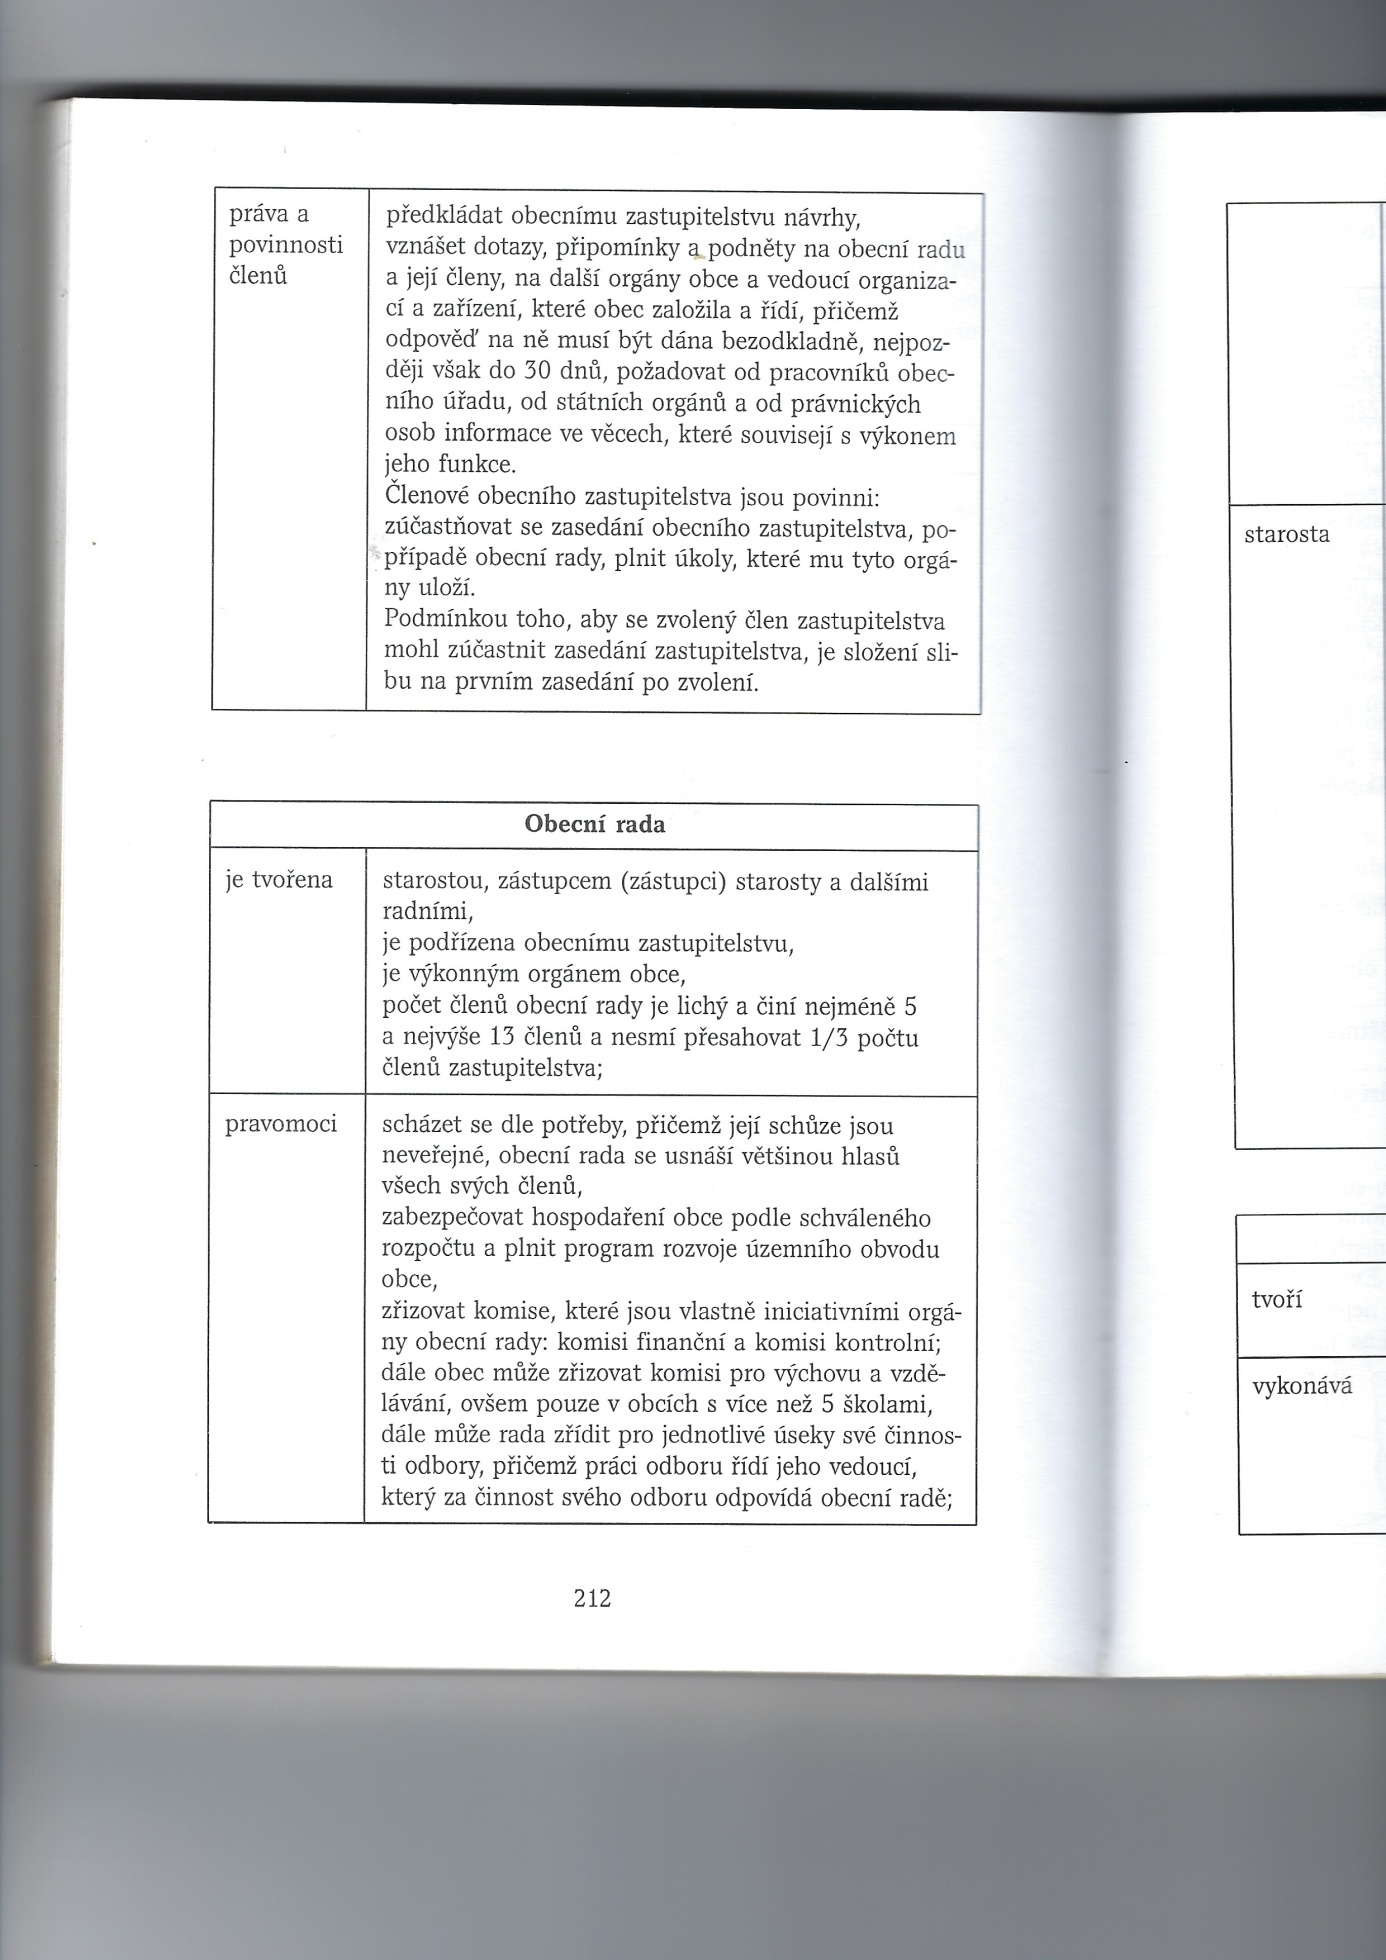 práva a
povinnosti
členů
předkládat obecnímu zastupitelstvu návrhy,
vznášet dotazy, připomínky a podněty na obecní radu
a její členy, na další orgány obce a vedoucí organiza-
cí a zařízení, které obec založila a řídí, přičemž
odpověď na ně musí být dána bezodkladně, nejpoz-
ději však do 30 dnů, požadovat od pracovníků obec-
ního úřadu, od státních orgánů a od právnických
osob informace ve věcech, které souvisejí s výkonem
jeho funkce.
Členové obecního zastupitelstva jsou povinni:
zúčastňovat se zasedání obecního zastupitelstva, po-
případě obecní rady, plnit úkoly, které mu tyto orgá-
ny uloží.
Podmínkou toho, aby se zvolený člen zastupitelstva
mohl zúčastnit zasedání zastupitelstva, je složení sli-
bu na prvním zasedání po zvolení.
Obecní rada
je tvořena
starostou, zástupcem (zástupci) starosty a dalšími
radními,
je podřízena obecnímu zastupitelstvu,
je výkonným orgánem obce,
počet členů obecní rady je lichý a činí nejméně 5
a nejvýše 13 členů a nesmí přesahovat 1/3 počtu
členů zastupitelstva;
pravomoci
scházet se dle potřeby, přičemž její schůze jsou
neveřejné, obecní rada se usnáší většinou hlasů
všech svých členů,
zabezpečovat hospodaření obce podle schváleného
rozpočtu a plnit program rozvoje územního obvodu
obce,
zřizovat komise, které jsou vlastně iniciativními orgá-
ny obecní rady: komisi finanční a komisi kontrolní;
dále obec může zřizovat komisi pro výchovu a vzdě-
lávání, ovšem pouze v obcích s více než 5 školami,
dále může rada zřídit pro jednotlivé úseky své činnos-
ti odbory, přičemž práci odboru řídí jeho vedoucí,
který za činnost svého odboru odpovídá obecní radě;
212
starosta
tvoří
vykonává